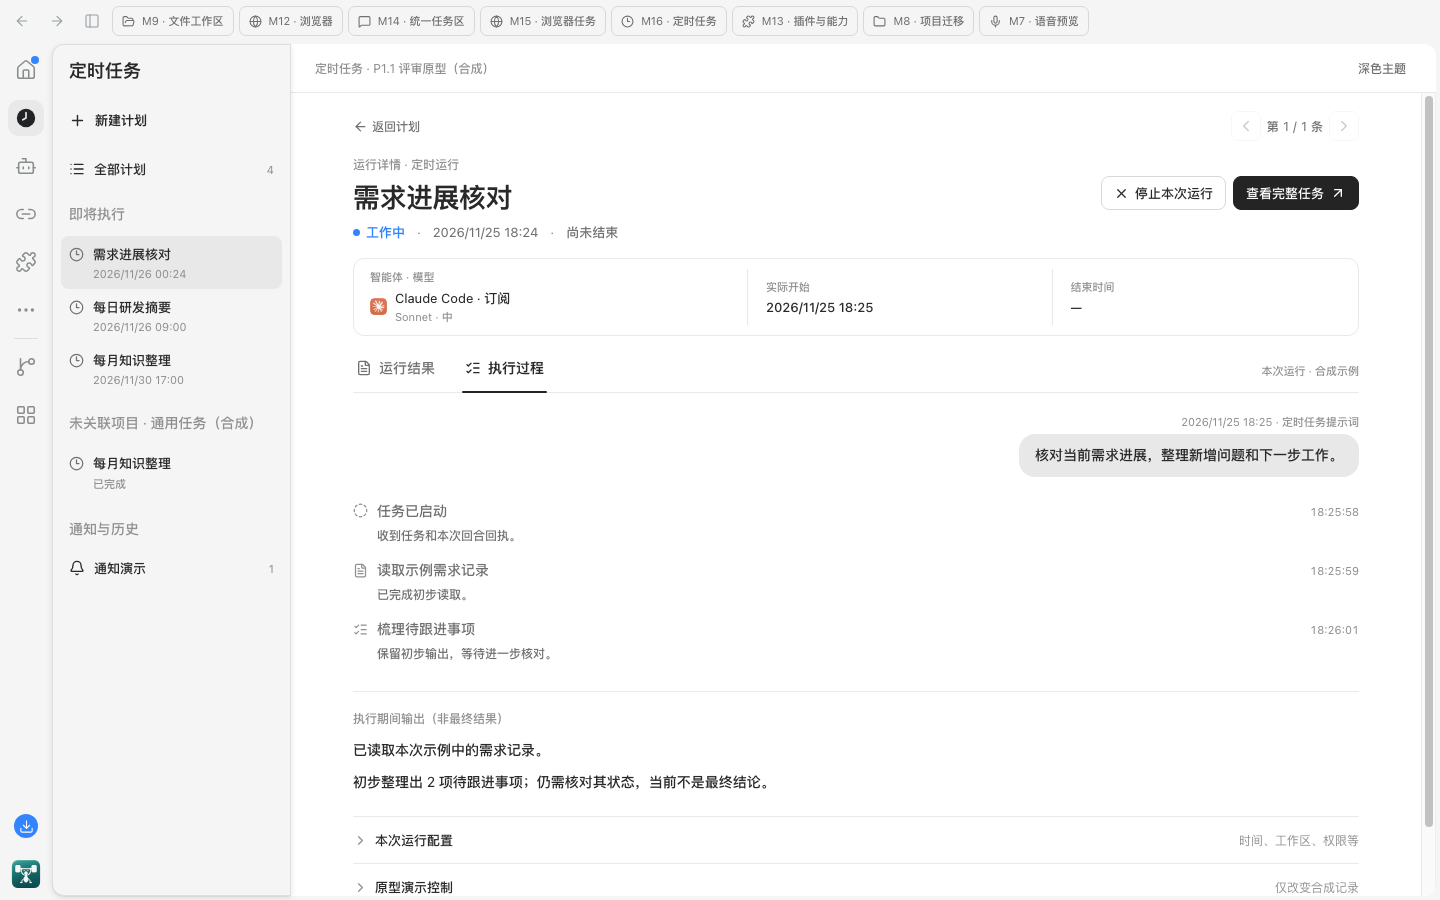 M9 · 文件工作区
M12 · 浏览器
M14 · 统一任务区
M15 · 浏览器任务
M16 · 定时任务
M13 · 插件与能力
M8 · 项目迁移
M7 · 语音预览
定时任务
新建计划
全部计划 4
即将执行
需求进展核对
2026/11/26 00:24
每日研发摘要
2026/11/26 09:00
每月知识整理
2026/11/30 17:00
未关联项目 · 通用任务（合成）
每月知识整理
已完成
通知与历史
通知演示 1
定时任务 · P1.1 评审原型（合成）
深色主题
返回计划
第 1 / 1 条
运行详情 · 定时运行
需求进展核对
停止本次运行
查看完整任务
工作中 · 2026/11/25 18:24 · 尚未结束
智能体 · 模型
Claude Code · 订阅
Sonnet · 中
实际开始
2026/11/25 18:25
结束时间
—
运行结果
执行过程
本次运行 · 合成示例
2026/11/25 18:25 · 定时任务提示词
核对当前需求进展，整理新增问题和下一步工作。
任务已启动 18:25:58
收到任务和本次回合回执。
读取示例需求记录 18:25:59
已完成初步读取。
梳理待跟进事项 18:26:01
保留初步输出，等待进一步核对。
执行期间输出（非最终结果）
已读取本次示例中的需求记录。
初步整理出 2 项待跟进事项；仍需核对其状态，当前不是最终结论。
本次运行配置 时间、工作区、权限等
原型演示控制 仅改变合成记录